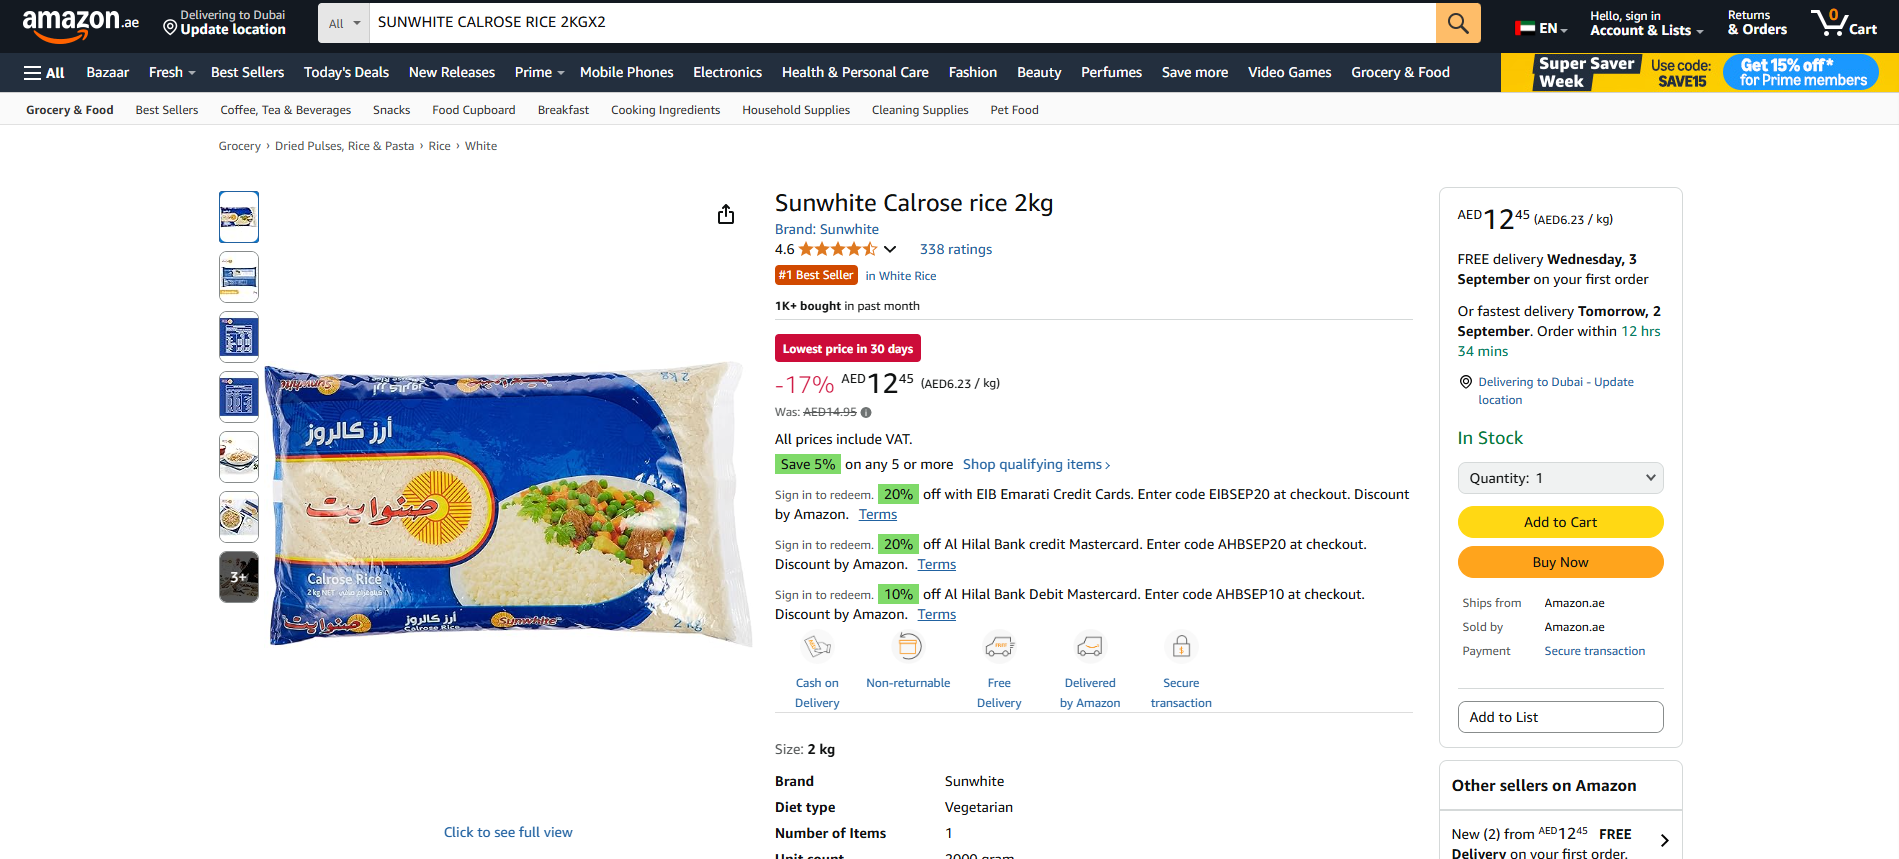 amazon.ae
Delivering to Dubai
Update location
All
SUNWHITE CALROSE RICE 2KGX2
EN
Hello, sign in
Account & Lists
Returns
& Orders
0
Cart
All
Bazaar
Fresh
Best Sellers
Today's Deals
New Releases
Prime
Mobile Phones
Electronics
Health & Personal Care
Fashion
Beauty
Perfumes
Save more
Video Games
Grocery & Food
Super Saver
Week
Use code:
SAVE15
Get 15% off*
for Prime members
Grocery & Food
Best Sellers
Coffee, Tea & Beverages
Snacks
Food Cupboard
Breakfast
Cooking Ingredients
Household Supplies
Cleaning Supplies
Pet Food
Grocery › Dried Pulses, Rice & Pasta › Rice › White
3+
أرز كالروز
صنوايت
Calrose Rice
صنوايت
أرز كالروز
Calrose Rice
Sunwhite
2 kg
Click to see full view
Sunwhite Calrose rice 2kg
Brand: Sunwhite
4.6
338 ratings
#1 Best Seller in White Rice
1K+ bought in past month
Lowest price in 30 days
-17% AED12 45 (AED6.23 / kg)
Was: AED14.95
All prices include VAT.
Save 5% on any 5 or more Shop qualifying items ›
Sign in to redeem. 20% off with EIB Emarati Credit Cards. Enter code EIBSEP20 at checkout. Discount
by Amazon. Terms
Sign in to redeem. 20% off Al Hilal Bank credit Mastercard. Enter code AHBSEP20 at checkout.
Discount by Amazon. Terms
Sign in to redeem. 10% off Al Hilal Bank Debit Mastercard. Enter code AHBSEP10 at checkout.
Discount by Amazon. Terms
Cash on
Delivery
Non-returnable
Free
Delivery
Delivered
by Amazon
Secure
transaction
Size: 2 kg
Brand Sunwhite
Diet type Vegetarian
Number of Items 1
Unit count 2000 gram
AED12 45 (AED6.23 / kg)
FREE delivery Wednesday, 3
September on your first order
Or fastest delivery Tomorrow, 2
September. Order within 12 hrs
34 mins
Delivering to Dubai - Update
location
In Stock
Quantity: 1
Add to Cart
Buy Now
Ships from Amazon.ae
Sold by Amazon.ae
Payment Secure transaction
Add to List
Other sellers on Amazon
New (2) from AED12 45 FREE
Delivery on your first order.